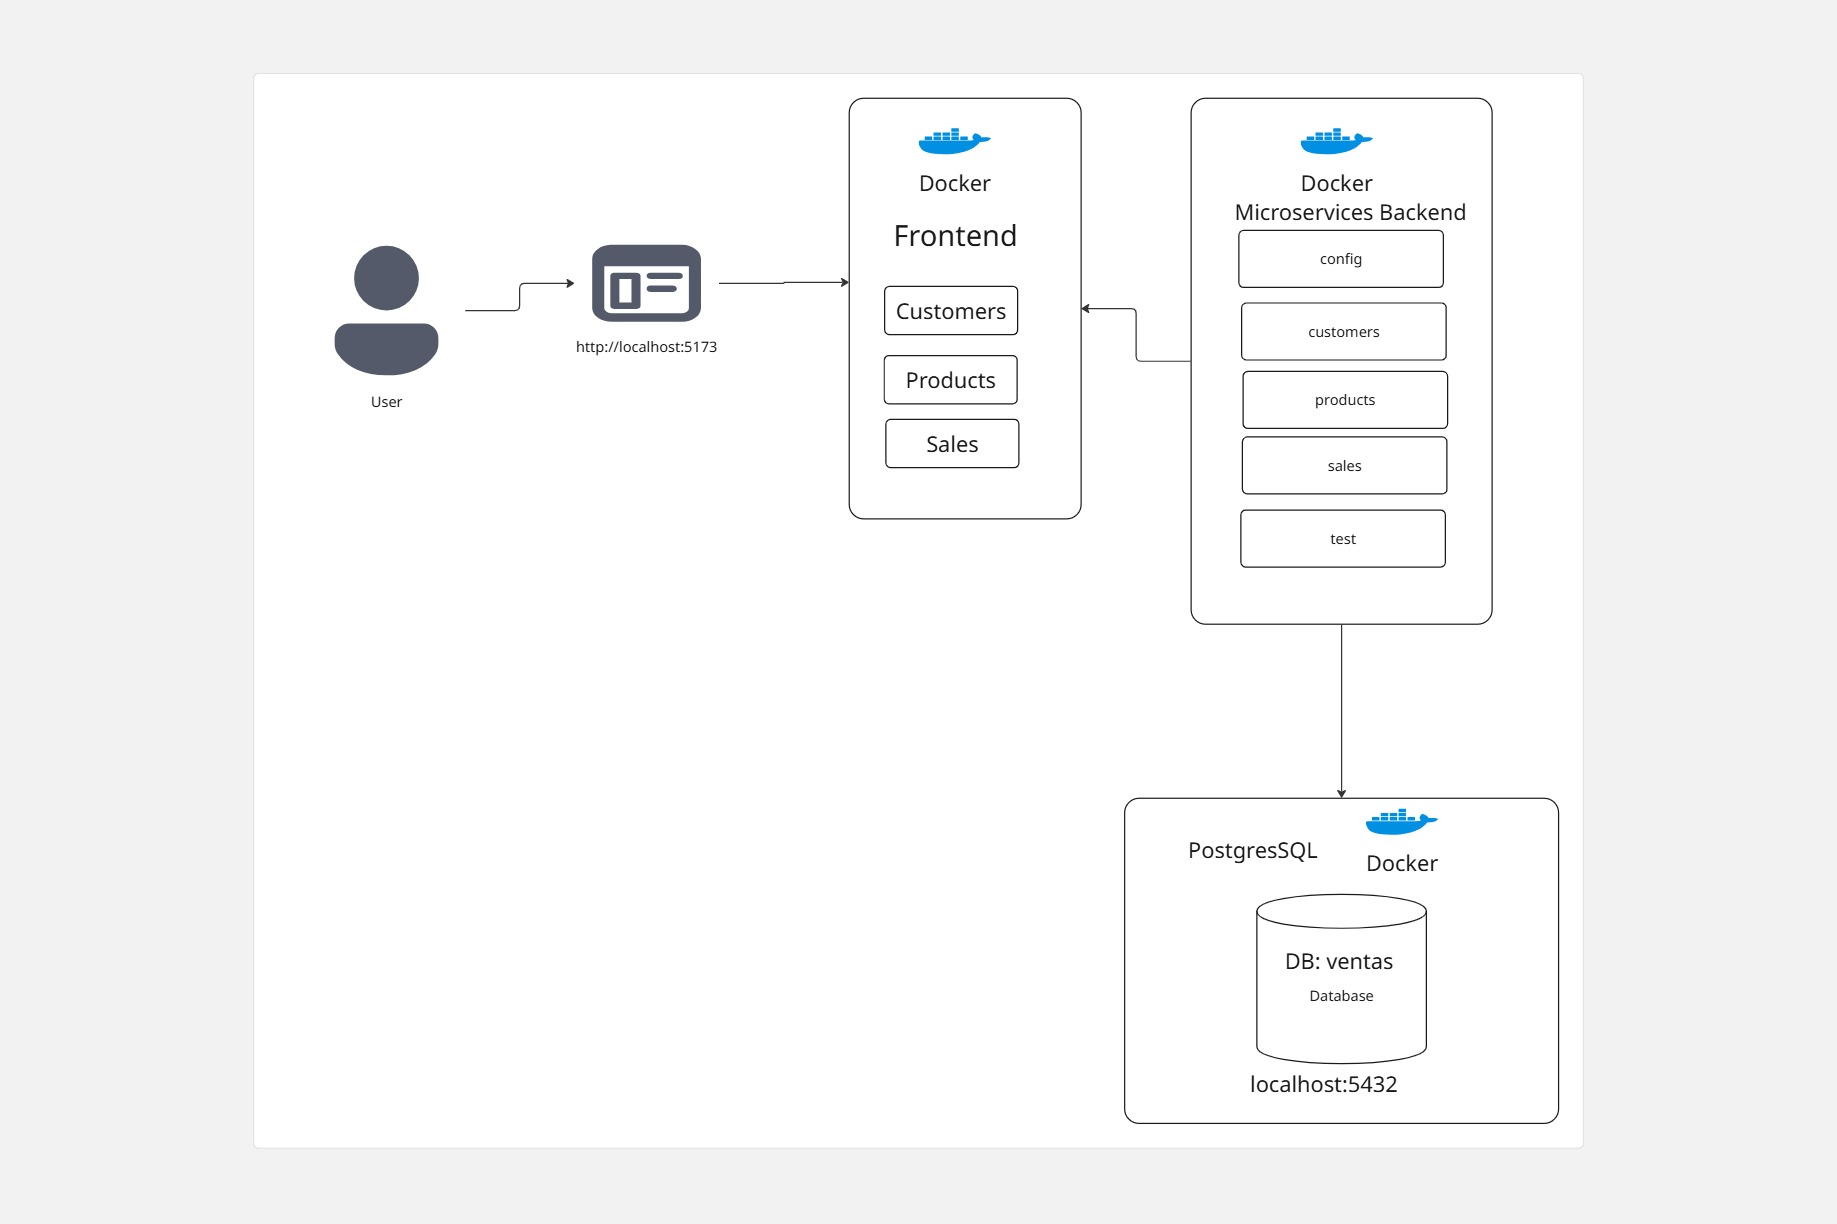 User
http://localhost:5173
Docker
Frontend
Customers
Products
Sales
Docker
Microservices Backend
config
customers
products
sales
test
PostgresSQL
Docker
DB: ventas
Database
localhost:5432